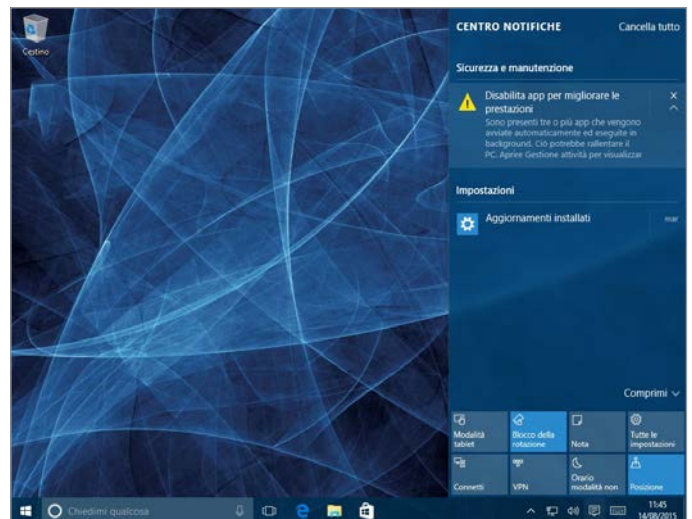 Cestino
CENTRO NOTIFICHE
Cancella tutto
Sicurezza e manutenzione
Disabilita app per migliorare le
prestazioni
Sono presenti tre o più app che vengono
avviate automaticamente ed eseguite in
background. Ciò potrebbe rallentare il
PC. Aprire Gestione attività per visualizzar
Impostazioni
Aggiornamenti installati
mar
Comprimi
Modalità
tablet
Blocco della
rotazione
Nota
Tutte le
impostazioni
Connetti
VPN
Orario
modalità non
Posizione
Chiedimi qualcosa
11:45
14/08/2015